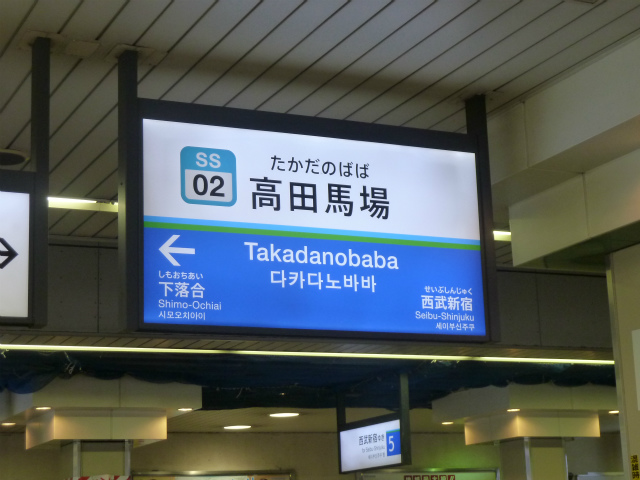 SS
02
たかだのばば
高田馬場
Takadanobaba
다카다노바바
しもおちあい
下落合
Shimo-Ochiai
시모오치아이
せいぶしんじゅく
西武新宿
Seibu-Shinjuku
세이부신주쿠
西武新宿ゆき
5